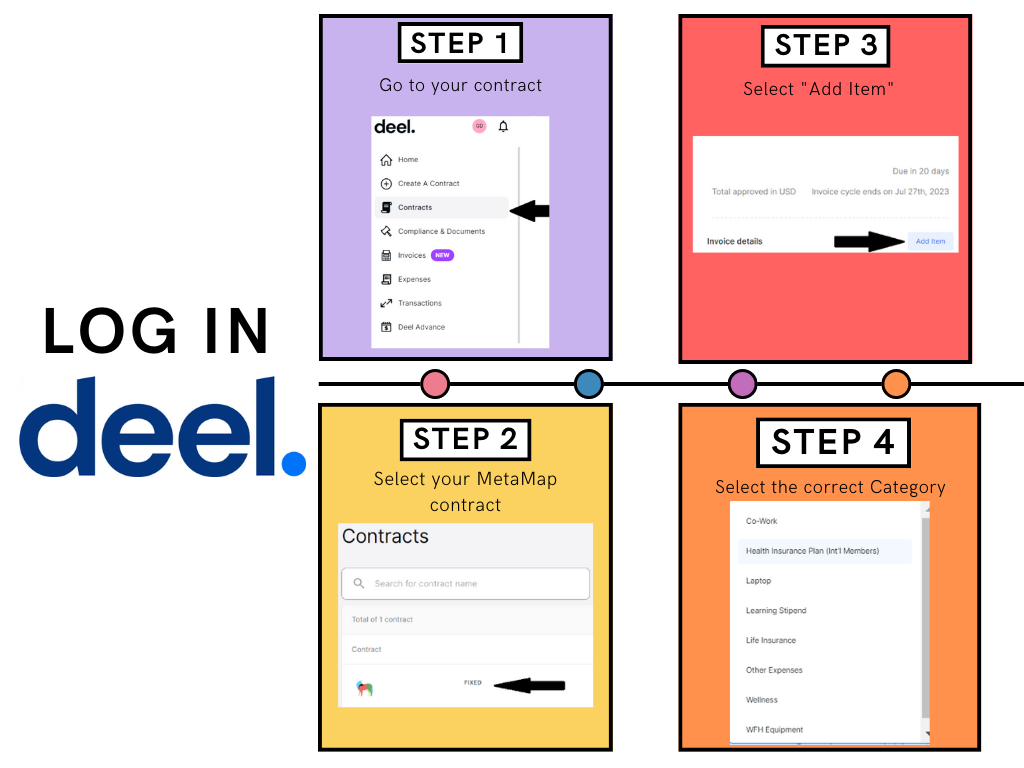 LOG IN
deel.
STEP 1
Go to your contract
deel.
GD
Home
Create A Contract
Contracts
Compliance & Documents
Invoices NEW
Expenses
Transactions
Deel Advance
STEP 2
Select your MetaMap
contract
Contracts
Search for contract name
Total of 1 contract
Contract
FIXED
STEP 3
Select "Add Item"
Due in 20 days
Total approved in USD Invoice cycle ends on Jul 27th, 2023
Invoice details Add Item
STEP 4
Select the correct Category
Co-Work
Health Insurance Plan (Int'l Members)
Laptop
Learning Stipend
Life Insurance
Other Expenses
Wellness
WFH Equipment